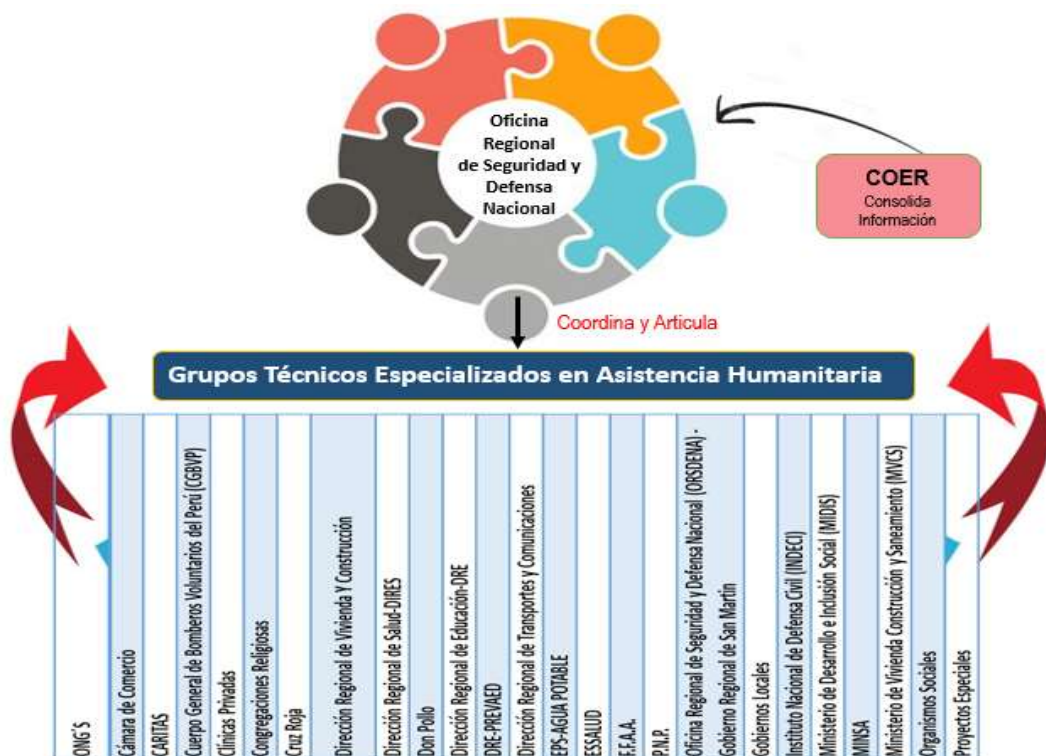 Oficina
Regional
de Seguridad y
Defensa
Nacional
COER
Consolida
Información
Coordina y Articula
Grupos Técnicos Especializados en Asistencia Humanitaria
ONG'S
Cámara de Comercio
CARITAS
Cuerpo General de Bomberos Voluntarios del Perú (CGBVP)
Clínicas Privadas
Congregaciones Religiosas
Cruz Roja
Dirección Regional de Vivienda Y Construcción
Dirección Regional de Salud-DIRES
Don Pollo
Dirección Regional de Educación-DRE
DRE-PREVAED
Dirección Regional de Transportes y Comunicaciones
EPS-AGUA POTABLE
ESSALUD
F.F.A.A.
P.N.P.
Oficina Regional de Seguridad y Defensa Nacional (ORSDENA) -
Gobierno Regional de San Martín
Gobiernos Locales
Instituto Nacional de Defensa Civil (INDECI)
Ministerio de Desarrollo e Inclusión Social (MIDIS)
MINSA
Ministerio de Vivienda Construcción y Saneamiento (MVCS)
Organismos Sociales
Proyectos Especiales